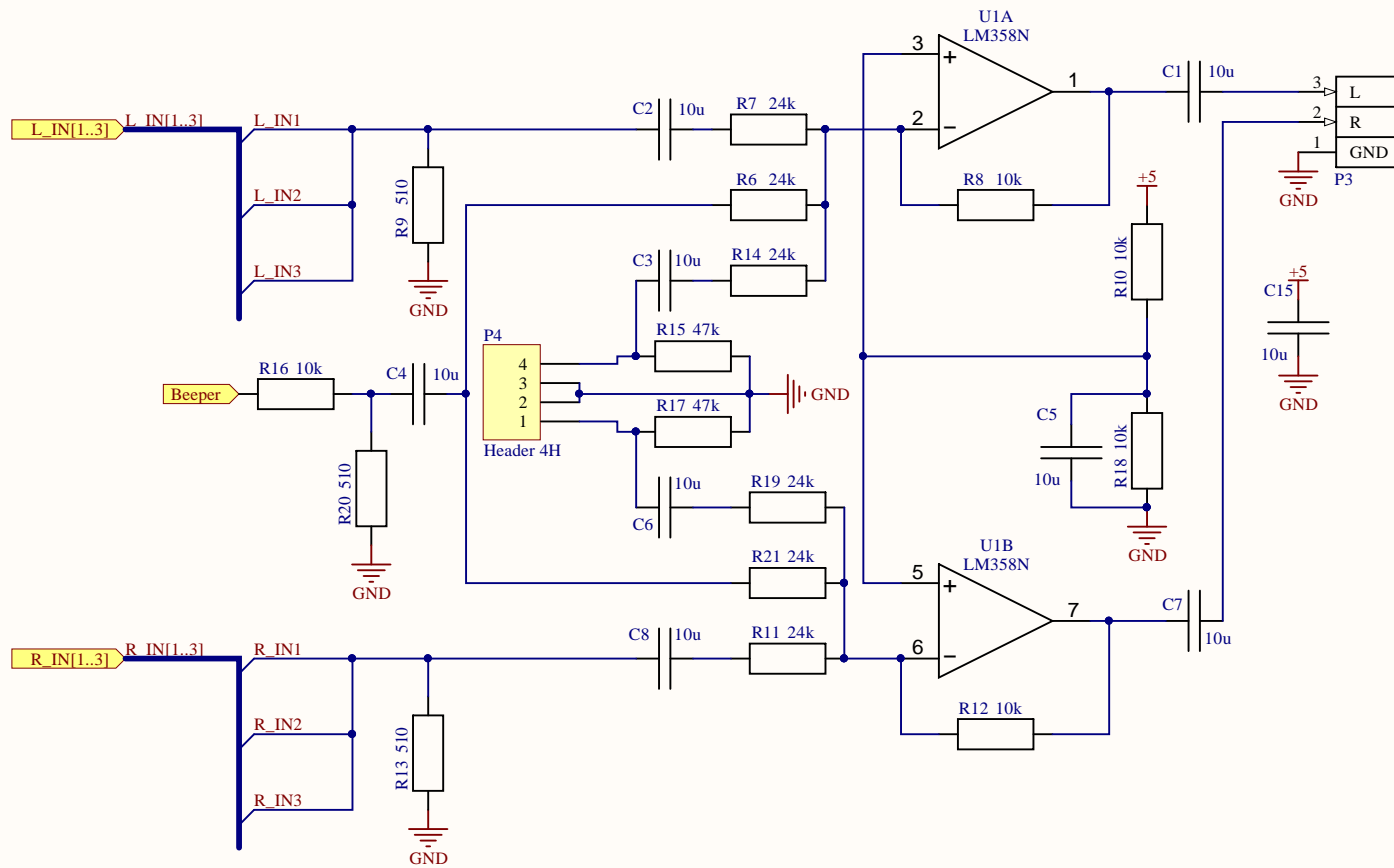 U1A
LM358N
3
2
1
C1
10u
3
L
2
R
1
GND
P3
GND
L_IN[1..3]
L_IN[1..3]
L_IN1
L_IN2
L_IN3
R9 510
GND
C2
10u
R7 24k
R6 24k
C3
10u
R14 24k
R8 10k
+5
R10 10k
+5
C15
10u
GND
P4
4
3
2
1
Header 4H
R15 47k
GND
R17 47k
Beeper
R16 10k
C4
10u
R20 510
GND
C5
10u
R18 10k
GND
10u
C6
R19 24k
R21 24k
U1B
LM358N
5
6
7
C7
10u
R_IN[1..3]
R_IN[1..3]
R_IN1
R_IN2
R_IN3
R13 510
GND
C8
10u
R11 24k
R12 10k